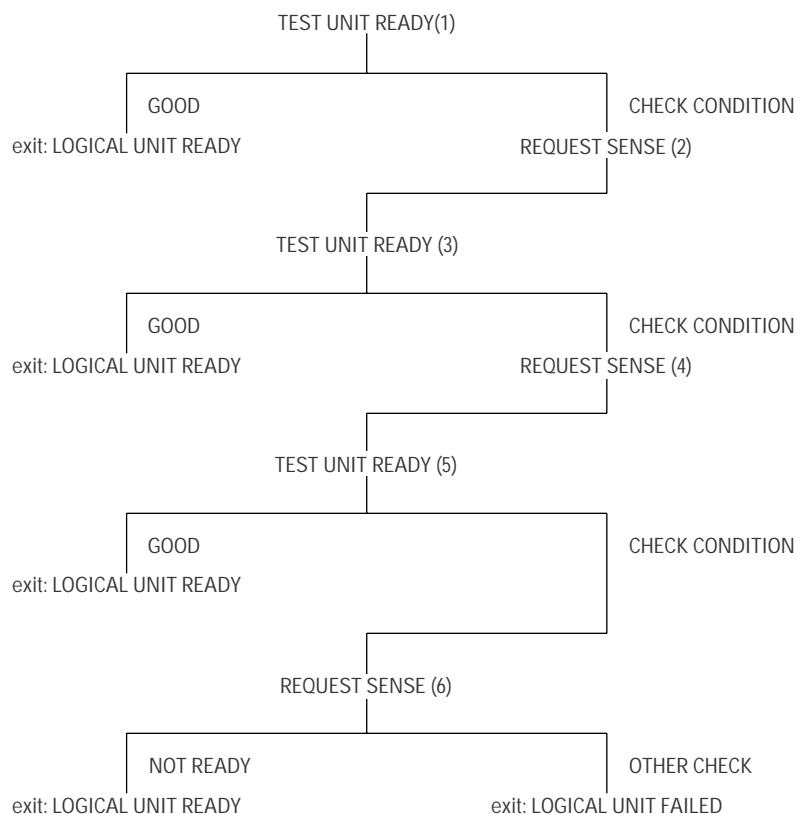 TEST UNIT READY(1)
GOOD
CHECK CONDITION
exit: LOGICAL UNIT READY
REQUEST SENSE (2)
TEST UNIT READY (3)
GOOD
CHECK CONDITION
exit: LOGICAL UNIT READY
REQUEST SENSE (4)
TEST UNIT READY (5)
GOOD
CHECK CONDITION
exit: LOGICAL UNIT READY
REQUEST SENSE (6)
NOT READY
OTHER CHECK
exit: LOGICAL UNIT READY
exit: LOGICAL UNIT FAILED